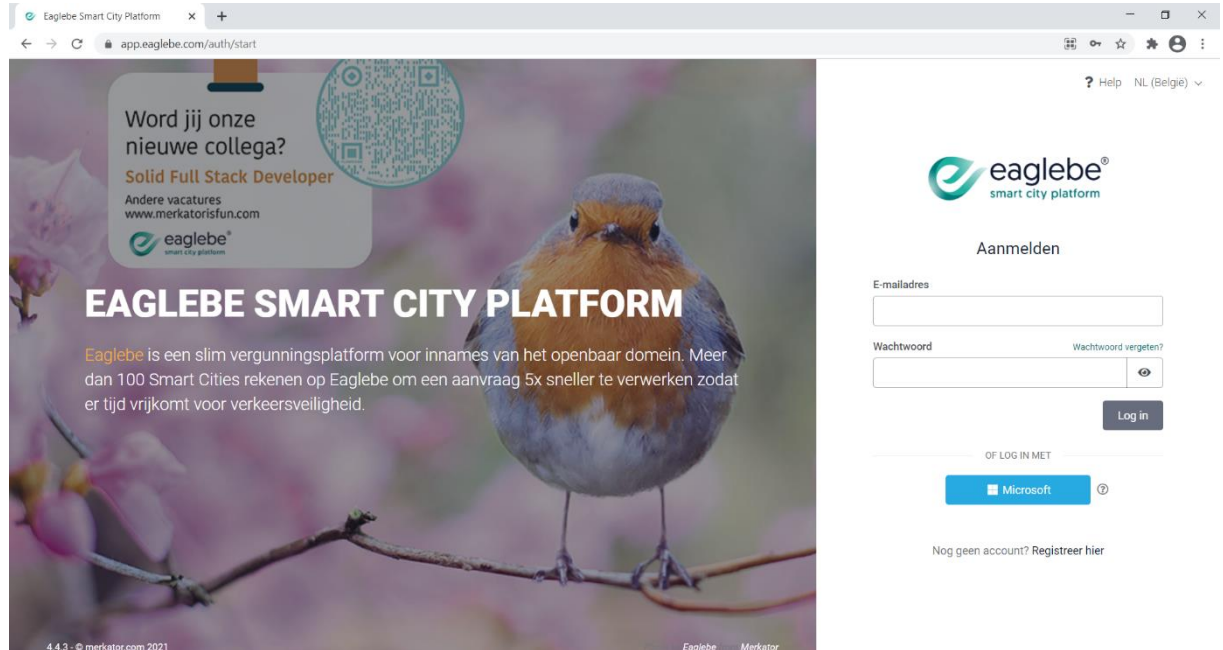 Eaglebe Smart City Platform
app.eaglebe.com/auth/start
Word jij onze
nieuwe collega?
Solid Full Stack Developer
Andere vacatures
www.merkatorisfun.com
eaglebe®
smart city platform
EAGLEBE SMART CITY PLATFORM
Eaglebe is een slim vergunningsplatform voor innames van het openbaar domein. Meer
dan 100 Smart Cities rekenen op Eaglebe om een aanvraag 5x sneller te verwerken zodat
er tijd vrijkomt voor verkeersveiligheid.
4.4.3 - © merkator.com 2021
Eaglebe Merkator
? Help NL (België)
eaglebe®
smart city platform
Aanmelden
E-mailadres
Wachtwoord Wachtwoord vergeten?
Log in
OF LOG IN MET
Microsoft
Nog geen account? Registreer hier